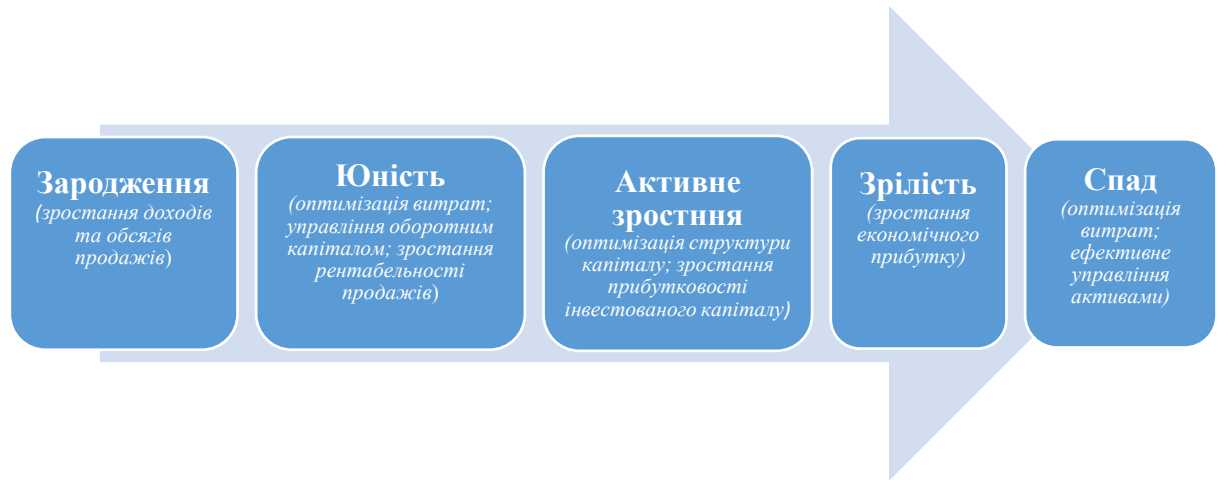 Зародження
(зростання доходів
та обсягів
продажів)
Юність
(оптимізація витрат;
управління оборотним
капіталом; зростання
рентабельності
продажів)
Активне
зростння
(оптимізація структури
капіталу; зростання
прибутковості
інвестованого капіталу)
Зрілість
(зростання
економічного
прибутку)
Спад
(оптимізація
витрат;
ефективне
управління
активами)